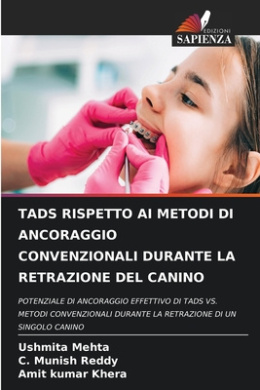 EDIZIONI
SAPIENZA
TADS RISPETTO AI METODI DI
ANCORAGGIO
CONVENZIONALI DURANTE LA
RETRAZIONE DEL CANINO
POTENZIALE DI ANCORAGGIO EFFETTIVO DI TADS VS.
METODI CONVENZIONALI DURANTE LA RETRAZIONE DI UN
SINGOLO CANINO
Ushmita Mehta
C. Munish Reddy
Amit kumar Khera